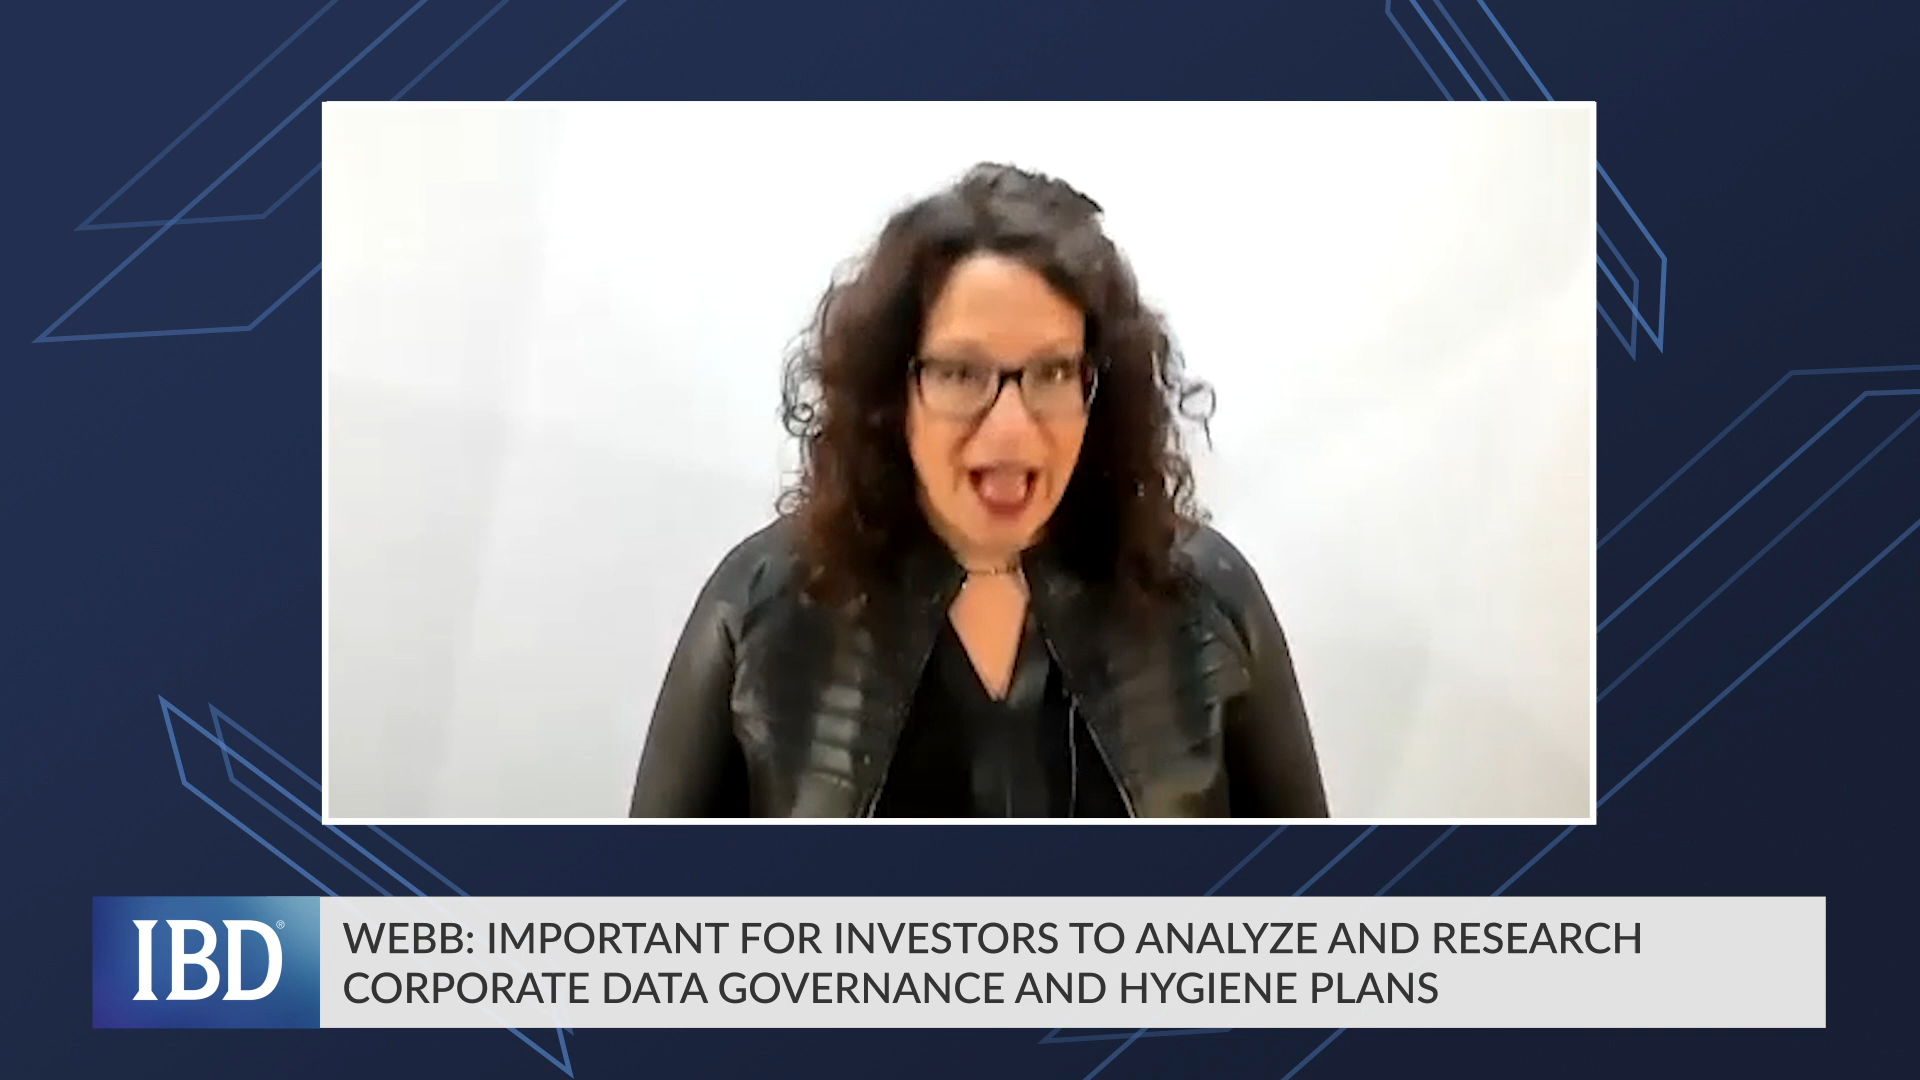 IBD®
WEBB: IMPORTANT FOR INVESTORS TO ANALYZE AND RESEARCH
CORPORATE DATA GOVERNANCE AND HYGIENE PLANS